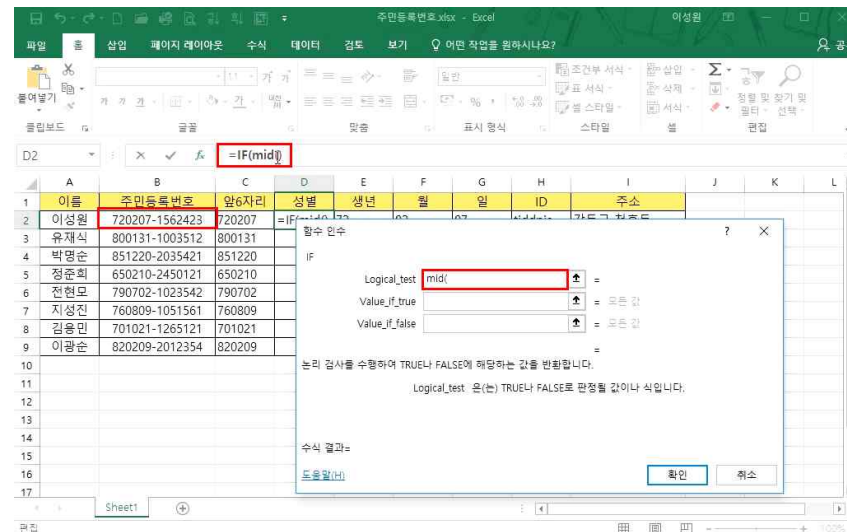 주민등록번호.xlsx - Excel
이성원
파일 홈 삽입 페이지 레이아웃 수식 데이터 검토 보기 어떤 작업을 원하시나요? 공
붙여넣기
11 가 가
가 가 가 가
일반
%
조건부 서식
표 서식
셀 스타일
삽입
삭제
서식
정렬 및 필터
찾기 및 선택
클립보드 글꼴 맞춤 표시 형식 스타일 셀 편집
D2 fx =IF(mid()
A B C D E F G H I J K L
1 이름 주민등록번호 앞6자리 성별 생년 월 일 ID 주소
2 이성원 720207-1562423 720207 =IF(mid()
3 유재식 800131-1003512 800131
4 박명순 851220-2035421 851220
5 정준희 650210-2450121 650210
6 전현모 790702-1023542 790702
7 지성진 760809-1051561 760809
8 김용민 701021-1265121 701021
9 이광순 820209-2012354 820209
10
11
12
13
14
15
16
17
함수 인수 ? ×
IF
Logical_test mid( =
Value_if_true = 모든 값
Value_if_false = 모든 값
=
논리 검사를 수행하여 TRUE나 FALSE에 해당하는 값을 반환합니다.
Logical_test 은(는) TRUE나 FALSE로 판정될 값이나 식입니다.
수식 결과=
도움말(H)
확인 취소
Sheet1
편집
100%